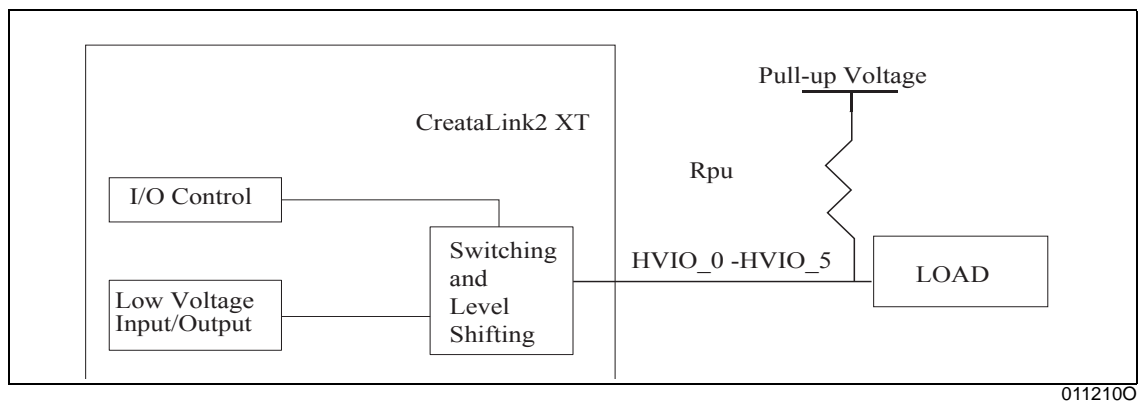 Pull-up Voltage
CreataLink2 XT
Rpu
I/O Control
Switching
and
Level
Shifting
HVIO_0 -HVIO_5
LOAD
Low Voltage
Input/Output
011210O